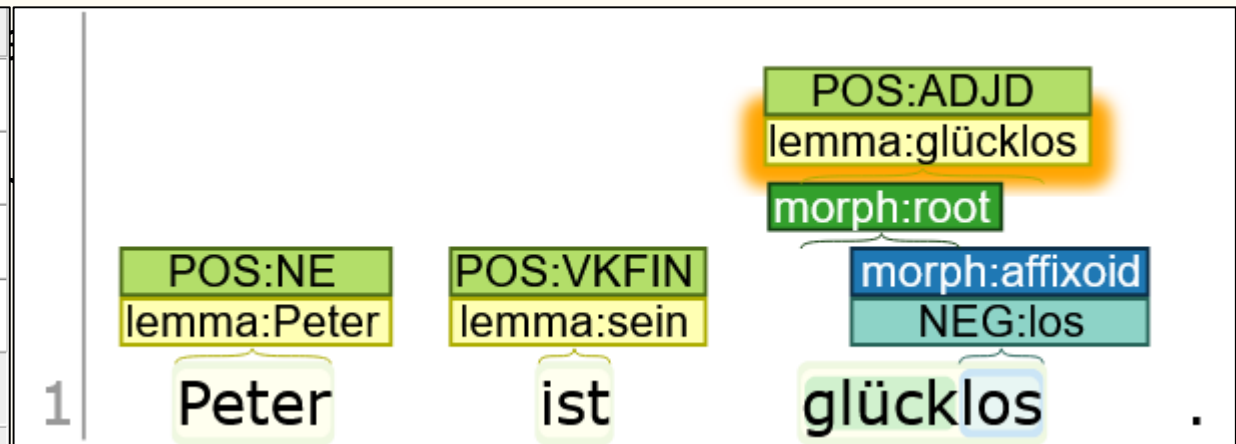 POS:ADJD
lemma:glücklos
morph:root
POS:NE POS:VKFIN morph:affixoid
lemma:Peter lemma:sein NEG:los
1 Peter ist glücklos .